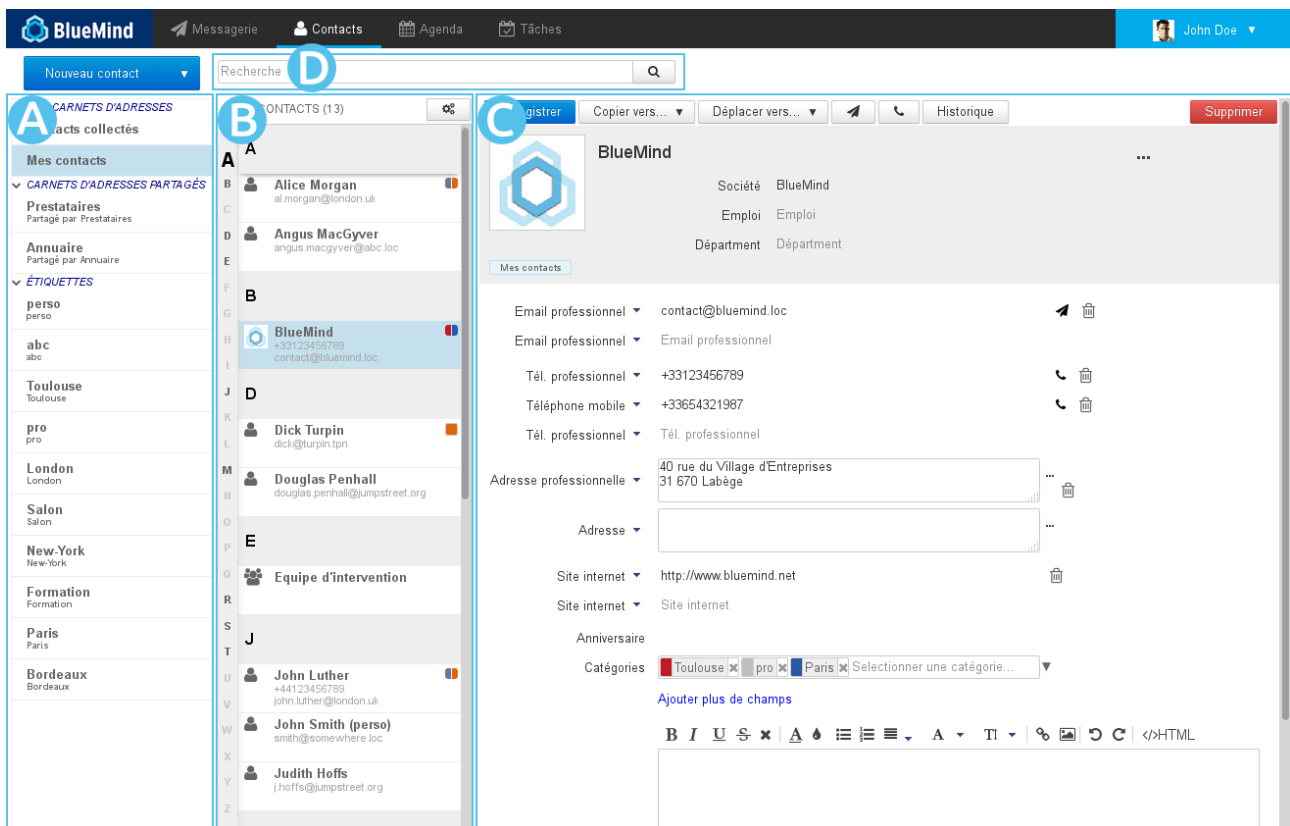 BlueMind
Messagerie
Contacts
Agenda
Tâches
John Doe ▼
Nouveau contact ▼
Recherche
D
A
CARNETS D'ADRESSES
acts collectés
Mes contacts
CARNETS D'ADRESSES PARTAGÉS
Prestataires
Partagé par Prestataires
Annuaire
Partagé par Annuaire
ÉTIQUETTES
perso
perso
abc
abc
Toulouse
Toulouse
pro
pro
London
London
Salon
Salon
New-York
New-York
Formation
Formation
Paris
Paris
Bordeaux
Bordeaux
B
ONTACTS (13)
A
B
C
D
E
F
G
H
I
J
K
L
M
N
O
P
Q
R
S
T
U
V
W
X
Y
Z
A
Alice Morgan
al.morgan@london.uk
Angus MacGyver
angus.macgyver@abc.loc
B
BlueMind
+33123456789
contact@bluemind.loc
D
Dick Turpin
dick@turpin.tpn
Douglas Penhall
douglas.penhall@jumpstreet.org
E
Equipe d'intervention
J
John Luther
+44123456789
john.luther@london.uk
John Smith (perso)
smith@somewhere.loc
Judith Hoffs
j.hoffs@jumpstreet.org
C
gistrer
Copier vers... ▼
Déplacer vers... ▼
Historique
Supprimer
BlueMind
...
Société BlueMind
Emploi Emploi
Départment Départment
Mes contacts
Email professionnel contact@bluemind.loc
Email professionnel Email professionnel
Tél. professionnel +33123456789
Téléphone mobile +33654321987
Tél. professionnel Tél. professionnel
Adresse professionnelle 40 rue du Village d'Entreprises
31 670 Labège
...
Adresse ...
Site internet http://www.bluemind.net
Site internet Site internet
Anniversaire
Catégories Toulouse × pro × Paris × Selectionner une catégorie... ▼
Ajouter plus de champs
B I U S × A A TI </>HTML